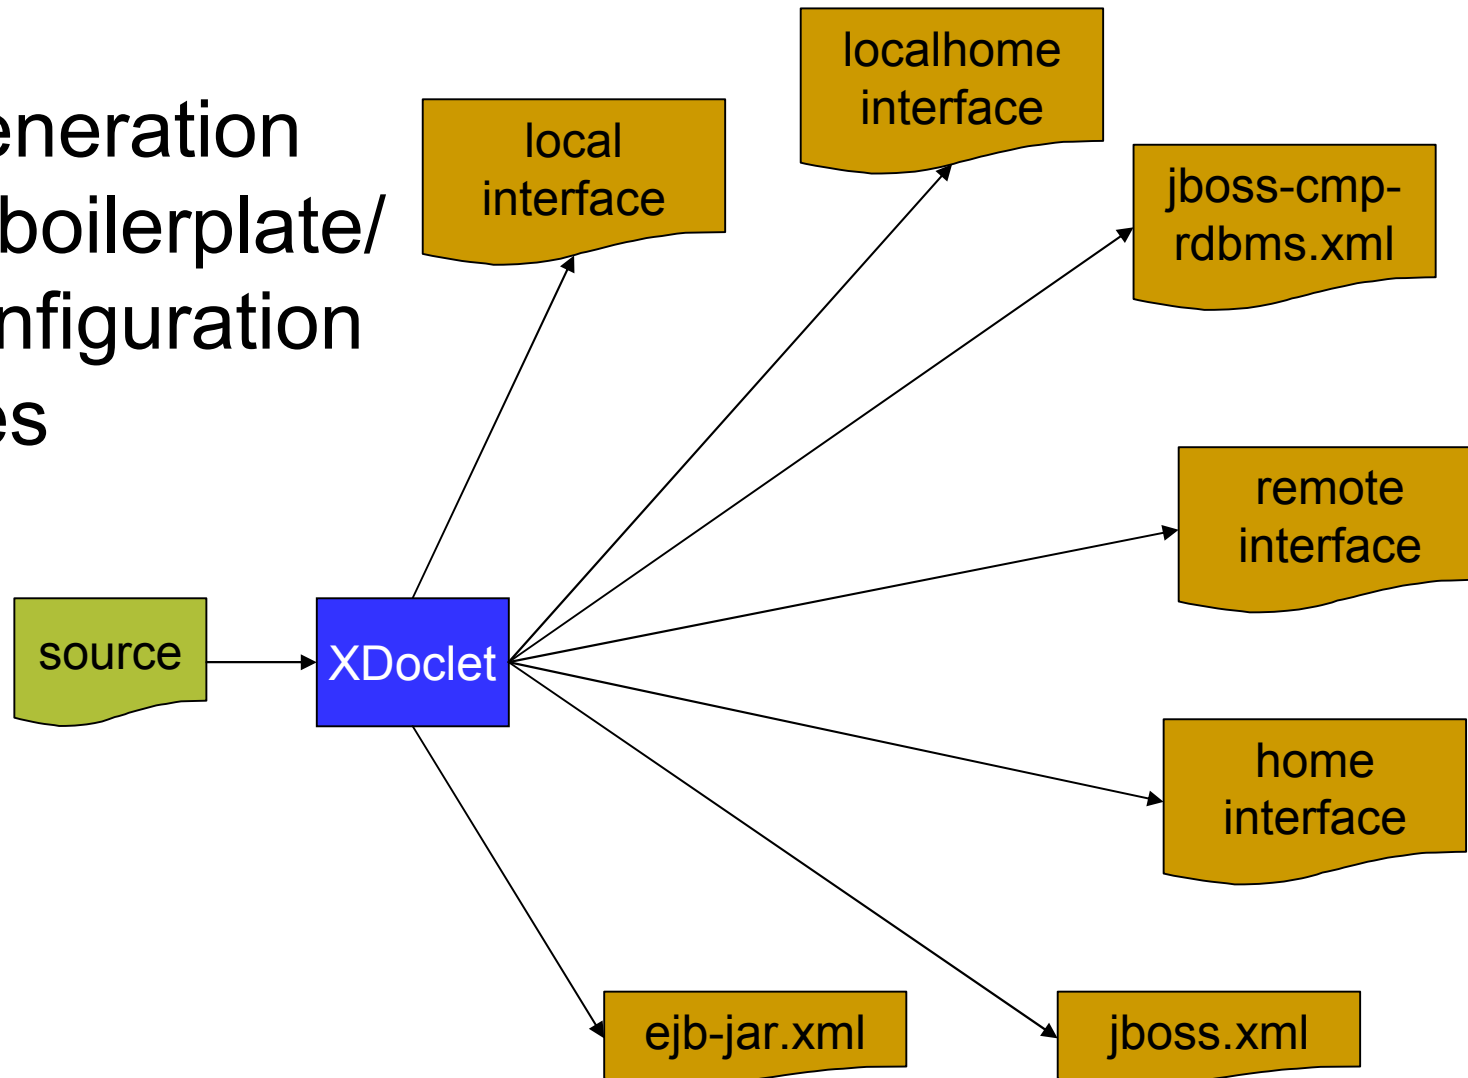 eneration
boilerplate/
nfiguration
es
local
interface
localhome
interface
jboss-cmp-
rdbms.xml
remote
interface
source
XDoclet
home
interface
ejb-jar.xml
jboss.xml